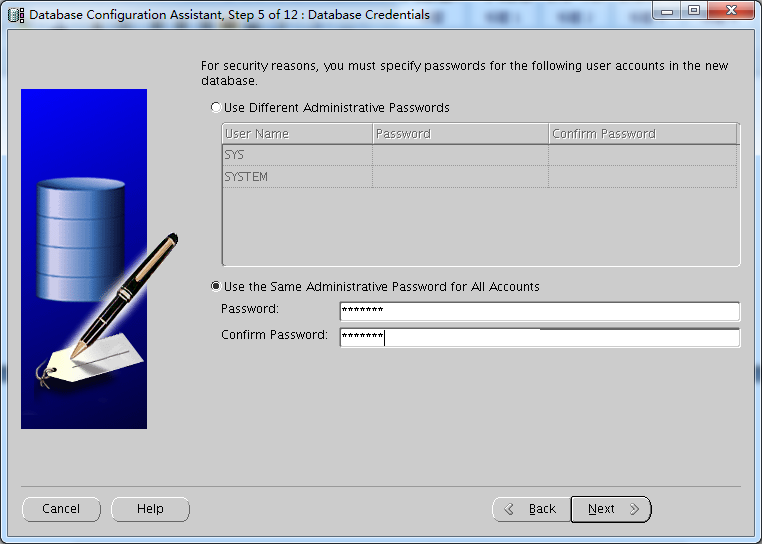 Database Configuration Assistant, Step 5 of 12 : Database Credentials
For security reasons, you must specify passwords for the following user accounts in the new
database.
Use Different Administrative Passwords
User Name Password Confirm Password
SYS
SYSTEM
Use the Same Administrative Password for All Accounts
Password: *******
Confirm Password: *******
Cancel Help Back Next